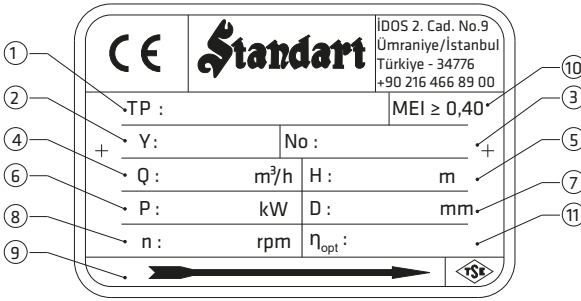 CE
Standart
İDOS 2. Cad. No.9
Ümraniye/İstanbul
Türkiye - 34776
+90 216 466 89 00
1
TP :
MEI ≥ 0,40
10
2
Y:
No :
3
4
Q :
m³/h
H :
m
5
6
P :
kW
D :
mm
7
8
n :
rpm
ηopt :
11
9
TSE